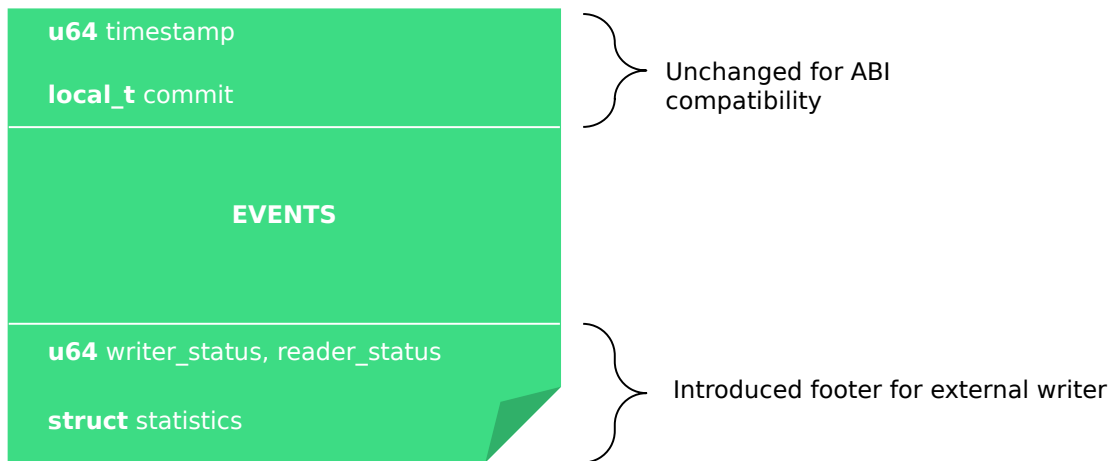 u64 timestamp
local_t commit
Unchanged for ABI
compatibility
EVENTS
u64 writer_status, reader_status
struct statistics
Introduced footer for external writer